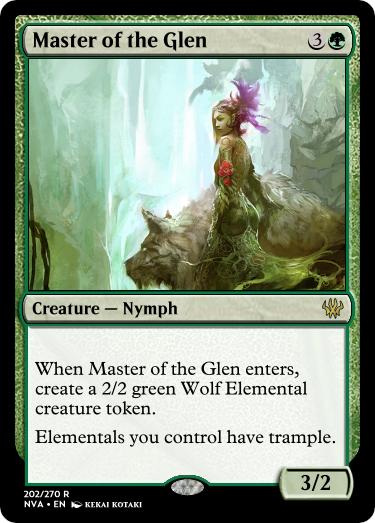 Master of the Glen 3
Creature — Nymph
When Master of the Glen enters,
create a 2/2 green Wolf Elemental
creature token.
Elementals you control have trample.
3/2
202/270 R
NVA • EN KEKAI KOTAKI